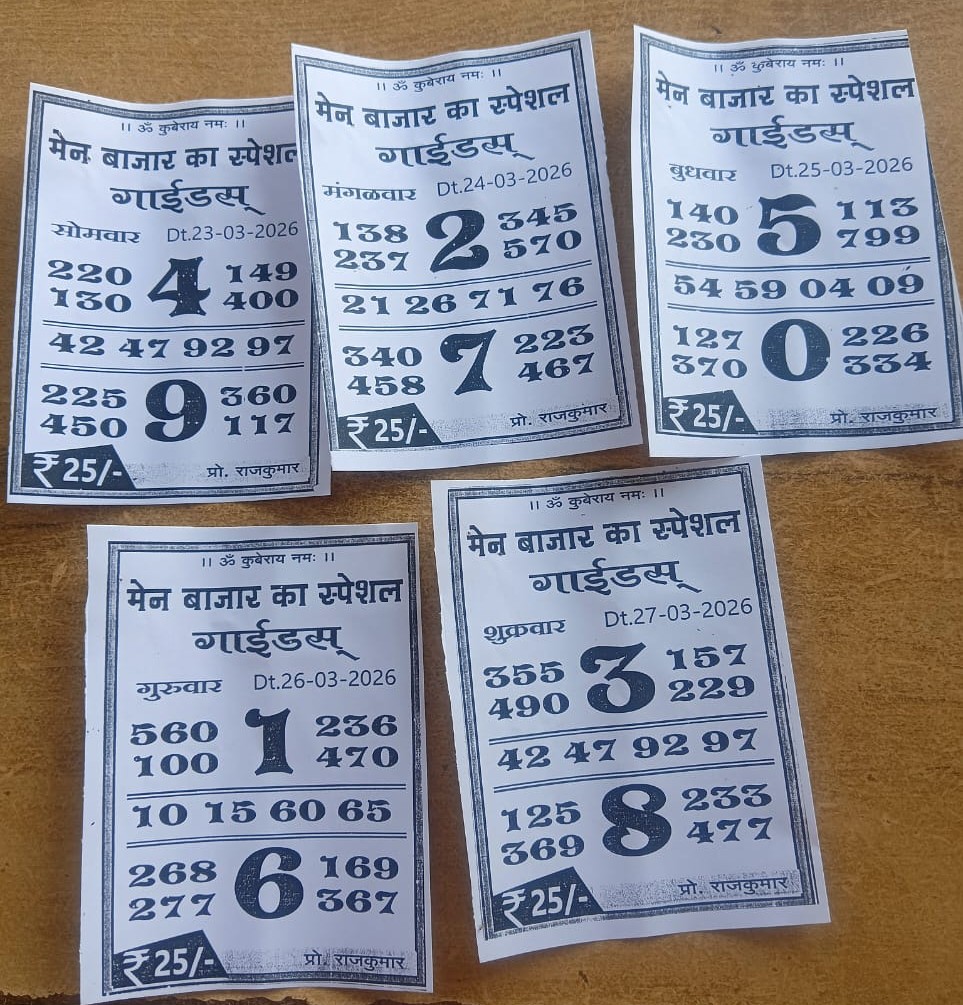 ।। ॐ कुबेराय नमः ।।
मेन बाजार का स्पेशल
गाईडस्
सोमवार Dt.23-03-2026
220 4 149
130 400
42 47 92 97
225 9 360
450 117
₹ 25/- प्रो. राजकुमार
।। ॐ कुबेराय नमः ।।
मेन बाजार का स्पेशल
गाईडस्
मंगळवार Dt.24-03-2026
138 2 345
237 570
21 26 71 76
340 7 223
458 467
₹ 25/- प्रो. राजकुमार
।। ॐ कुबेराय नमः ।।
मेन बाजार का स्पेशल
गाईडस्
बुधवार Dt.25-03-2026
140 5 113
230 799
54 59 04 09
127 0 226
370 334
₹ 25/- प्रो. राजकुमार
।। ॐ कुबेराय नमः ।।
मेन बाजार का स्पेशल
गाईडस्
गुरुवार Dt.26-03-2026
560 1 236
100 470
10 15 60 65
268 6 169
277 367
₹ 25/- प्रो. राजकुमार
।। ॐ कुबेराय नमः ।।
मेन बाजार का स्पेशल
गाईडस्
शुक्रवार Dt.27-03-2026
355 3 157
490 229
42 47 92 97
125 8 233
369 477
₹ 25/- प्रो. राजकुमार